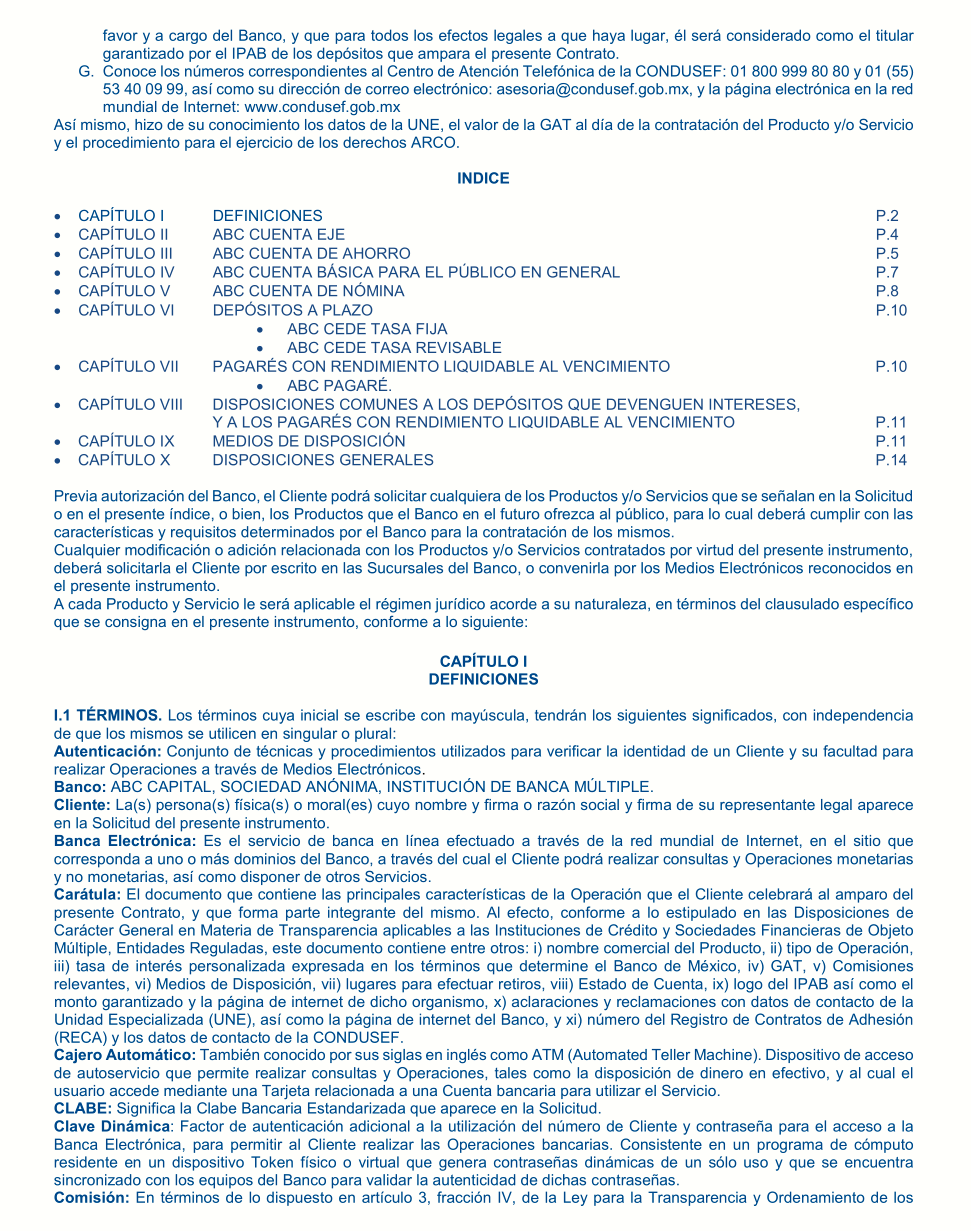 favor y a cargo del Banco, y que para todos los efectos legales a que haya lugar, él será considerado como el titular
garantizado por el IPAB de los depósitos que ampara el presente Contrato.
G. Conoce los números correspondientes al Centro de Atención Telefónica de la CONDUSEF: 01 800 999 80 80 y 01 (55)
53 40 09 99, así como su dirección de correo electrónico: asesoria@condusef.gob.mx, y la página electrónica en la red
mundial de Internet: www.condusef.gob.mx
Así mismo, hizo de su conocimiento los datos de la UNE, el valor de la GAT al día de la contratación del Producto y/o Servicio
y el procedimiento para el ejercicio de los derechos ARCO.
INDICE
• CAPÍTULO I DEFINICIONES P.2
• CAPÍTULO II ABC CUENTA EJE P.4
• CAPÍTULO III ABC CUENTA DE AHORRO P.5
• CAPÍTULO IV ABC CUENTA BÁSICA PARA EL PÚBLICO EN GENERAL P.7
• CAPÍTULO V ABC CUENTA DE NÓMINA P.8
• CAPÍTULO VI DEPÓSITOS A PLAZO P.10
• ABC CEDE TASA FIJA
• ABC CEDE TASA REVISABLE
• CAPÍTULO VII PAGARÉS CON RENDIMIENTO LIQUIDABLE AL VENCIMIENTO P.10
• ABC PAGARÉ.
• CAPÍTULO VIII DISPOSICIONES COMUNES A LOS DEPÓSITOS QUE DEVENGUEN INTERESES,
Y A LOS PAGARÉS CON RENDIMIENTO LIQUIDABLE AL VENCIMIENTO P.11
• CAPÍTULO IX MEDIOS DE DISPOSICIÓN P.11
• CAPÍTULO X DISPOSICIONES GENERALES P.14
Previa autorización del Banco, el Cliente podrá solicitar cualquiera de los Productos y/o Servicios que se señalan en la Solicitud
o en el presente índice, o bien, los Productos que el Banco en el futuro ofrezca al público, para lo cual deberá cumplir con las
características y requisitos determinados por el Banco para la contratación de los mismos.
Cualquier modificación o adición relacionada con los Productos y/o Servicios contratados por virtud del presente instrumento,
deberá solicitarla el Cliente por escrito en las Sucursales del Banco, o convenirla por los Medios Electrónicos reconocidos en
el presente instrumento.
A cada Producto y Servicio le será aplicable el régimen jurídico acorde a su naturaleza, en términos del clausulado específico
que se consigna en el presente instrumento, conforme a lo siguiente:
CAPÍTULO I
DEFINICIONES
I.1 TÉRMINOS. Los términos cuya inicial se escribe con mayúscula, tendrán los siguientes significados, con independencia
de que los mismos se utilicen en singular o plural:
Autenticación: Conjunto de técnicas y procedimientos utilizados para verificar la identidad de un Cliente y su facultad para
realizar Operaciones a través de Medios Electrónicos.
Banco: ABC CAPITAL, SOCIEDAD ANÓNIMA, INSTITUCIÓN DE BANCA MÚLTIPLE.
Cliente: La(s) persona(s) física(s) o moral(es) cuyo nombre y firma o razón social y firma de su representante legal aparece
en la Solicitud del presente instrumento.
Banca Electrónica: Es el servicio de banca en línea efectuado a través de la red mundial de Internet, en el sitio que
corresponda a uno o más dominios del Banco, a través del cual el Cliente podrá realizar consultas y Operaciones monetarias
y no monetarias, así como disponer de otros Servicios.
Carátula: El documento que contiene las principales características de la Operación que el Cliente celebrará al amparo del
presente Contrato, y que forma parte integrante del mismo. Al efecto, conforme a lo estipulado en las Disposiciones de
Carácter General en Materia de Transparencia aplicables a las Instituciones de Crédito y Sociedades Financieras de Objeto
Múltiple, Entidades Reguladas, este documento contiene entre otros: i) nombre comercial del Producto, ii) tipo de Operación,
iii) tasa de interés personalizada expresada en los términos que determine el Banco de México, iv) GAT, v) Comisiones
relevantes, vi) Medios de Disposición, vii) lugares para efectuar retiros, viii) Estado de Cuenta, ix) logo del IPAB así como el
monto garantizado y la página de internet de dicho organismo, x) aclaraciones y reclamaciones con datos de contacto de la
Unidad Especializada (UNE), así como la página de internet del Banco, y xi) número del Registro de Contratos de Adhesión
(RECA) y los datos de contacto de la CONDUSEF.
Cajero Automático: También conocido por sus siglas en inglés como ATM (Automated Teller Machine). Dispositivo de acceso
de autoservicio que permite realizar consultas y Operaciones, tales como la disposición de dinero en efectivo, y al cual el
usuario accede mediante una Tarjeta relacionada a una Cuenta bancaria para utilizar el Servicio.
CLABE: Significa la Clabe Bancaria Estandarizada que aparece en la Solicitud.
Clave Dinámica: Factor de autenticación adicional a la utilización del número de Cliente y contraseña para el acceso a la
Banca Electrónica, para permitir al Cliente realizar las Operaciones bancarias. Consistente en un programa de cómputo
residente en un dispositivo Token físico o virtual que genera contraseñas dinámicas de un sólo uso y que se encuentra
sincronizado con los equipos del Banco para validar la autenticidad de dichas contraseñas.
Comisión: En términos de lo dispuesto en artículo 3, fracción IV, de la Ley para la Transparencia y Ordenamiento de los